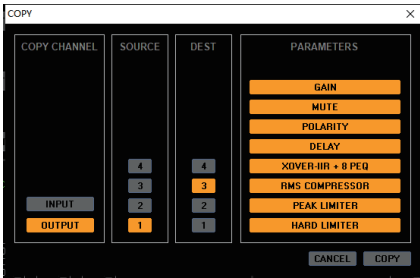 COPY
COPY CHANNEL
SOURCE
DEST
PARAMETERS
GAIN
MUTE
POLARITY
DELAY
4
4
XOVER-IIR + 8 PEQ
3
3
RMS COMPRESSOR
INPUT
2
2
PEAK LIMITER
OUTPUT
1
1
HARD LIMITER
CANCEL
COPY